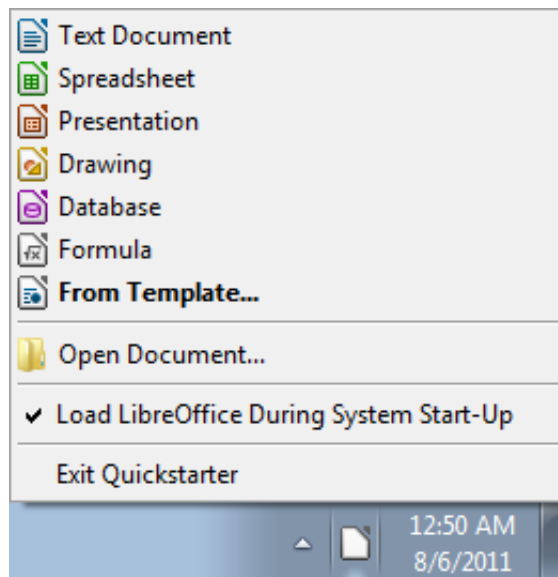 Text Document
Spreadsheet
Presentation
Drawing
Database
Formula
From Template...
Open Document...
Load LibreOffice During System Start-Up
Exit Quickstarter
12:50 AM
8/6/2011